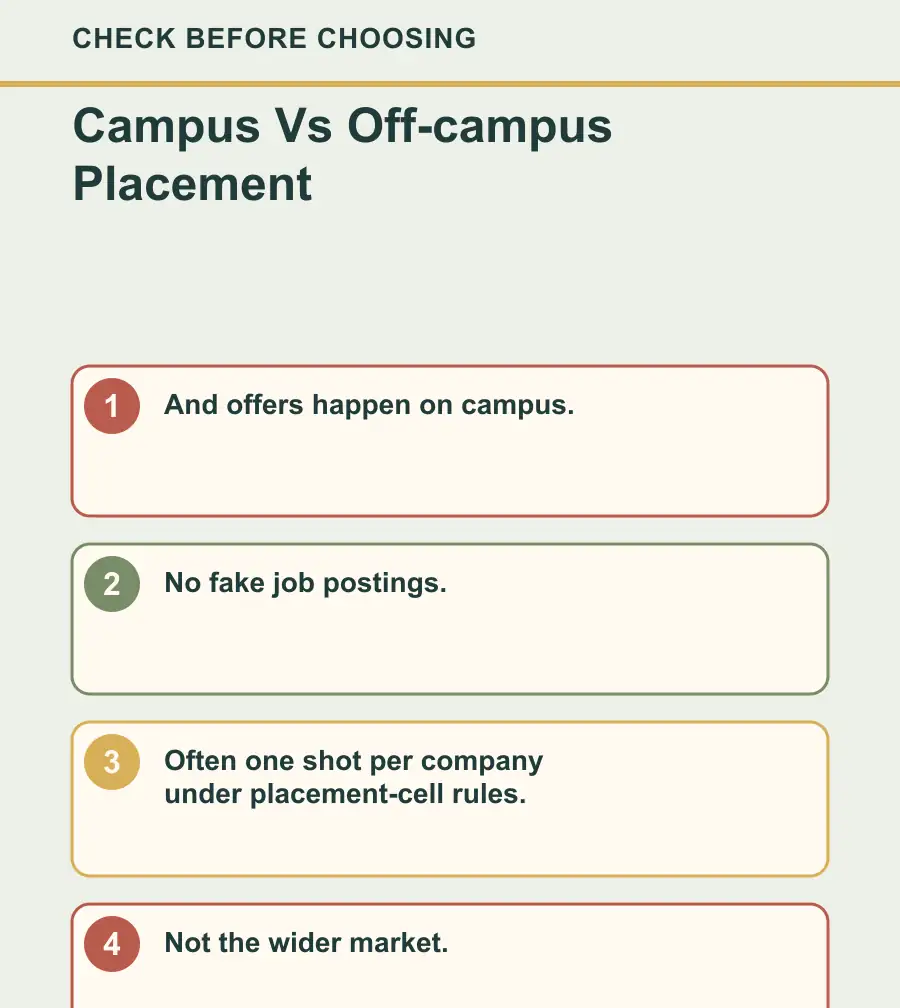 CHECK BEFORE CHOOSING
Campus Vs Off-campus
Placement
1 And offers happen on campus.
2 No fake job postings.
3 Often one shot per company
under placement-cell rules.
4 Not the wider market.